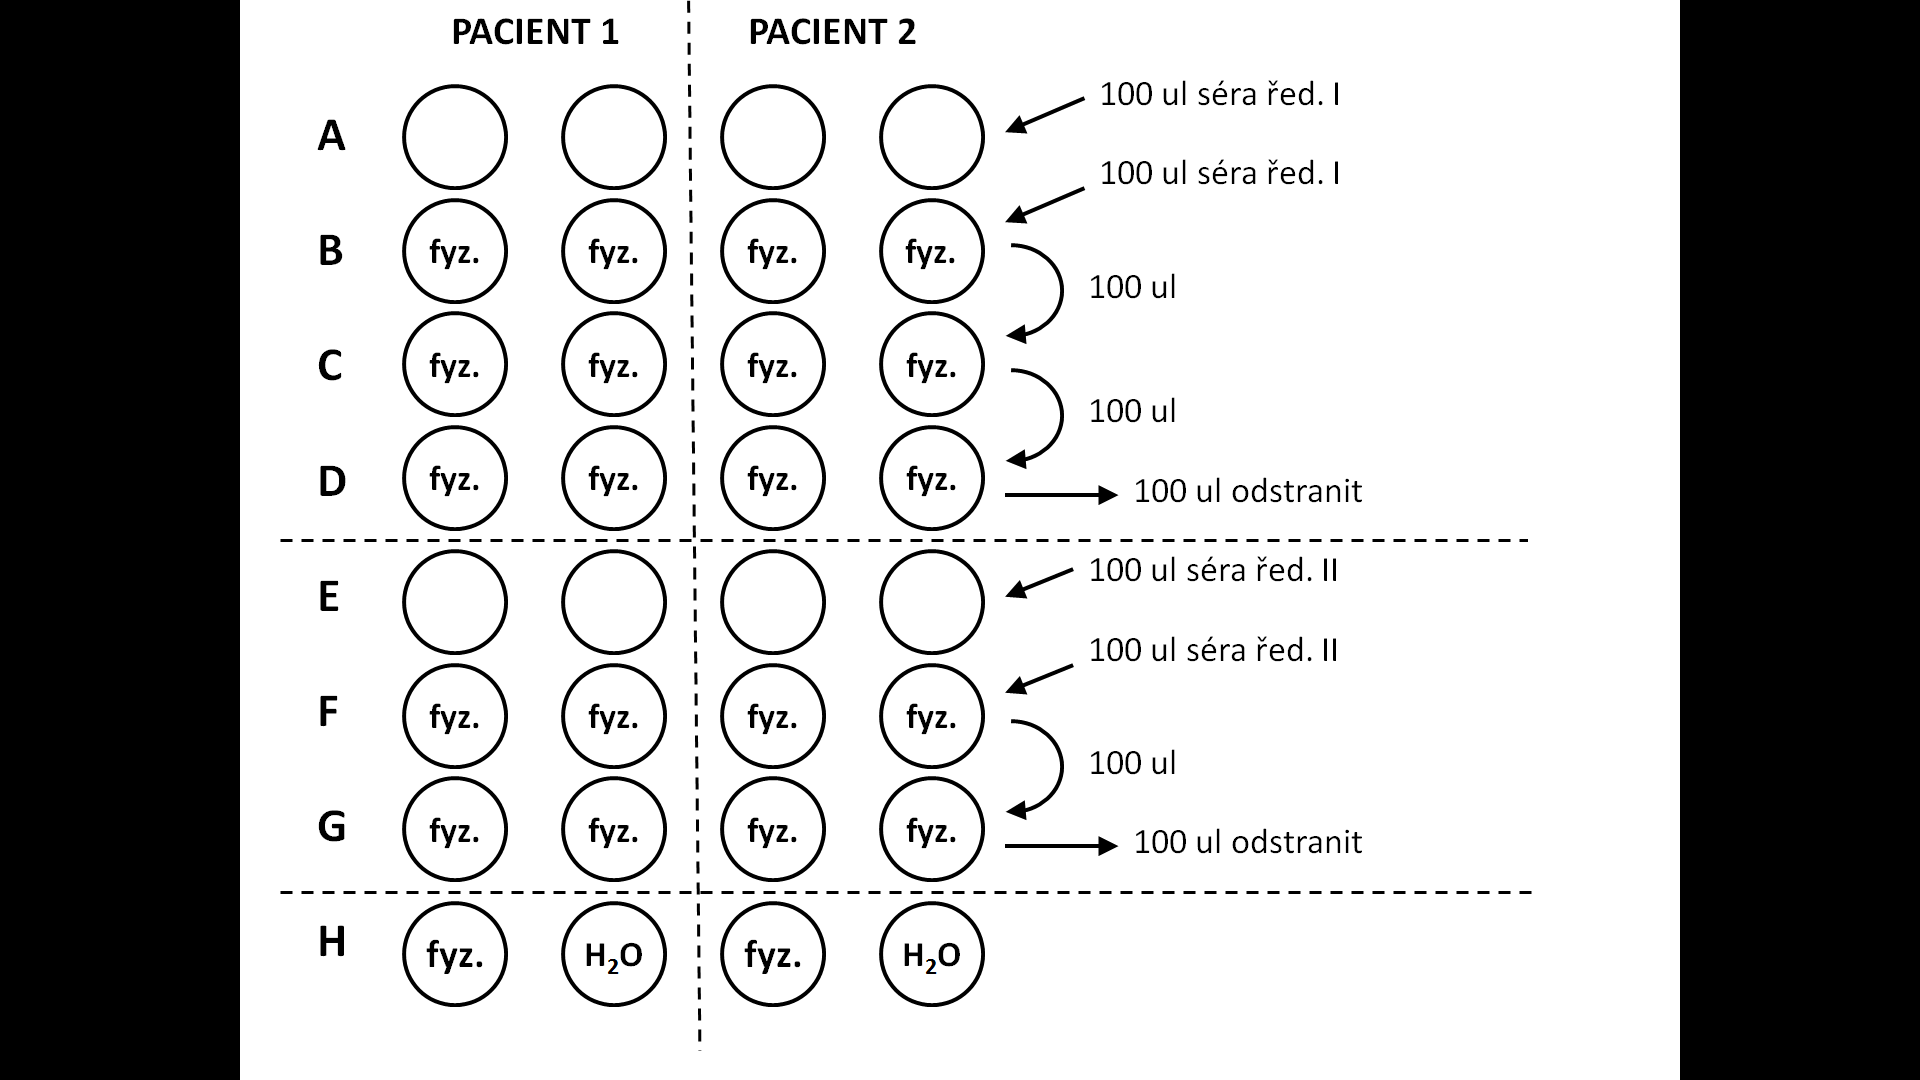 PACIENT 1 PACIENT 2
100 ul séra řed. I
A
100 ul séra řed. I
B fyz. fyz. fyz. fyz.
100 ul
C fyz. fyz. fyz. fyz.
100 ul
D fyz. fyz. fyz. fyz.
100 ul odstranit
100 ul séra řed. II
E
100 ul séra řed. II
F fyz. fyz. fyz. fyz.
100 ul
G fyz. fyz. fyz. fyz.
100 ul odstranit
H fyz. H₂O fyz. H₂O